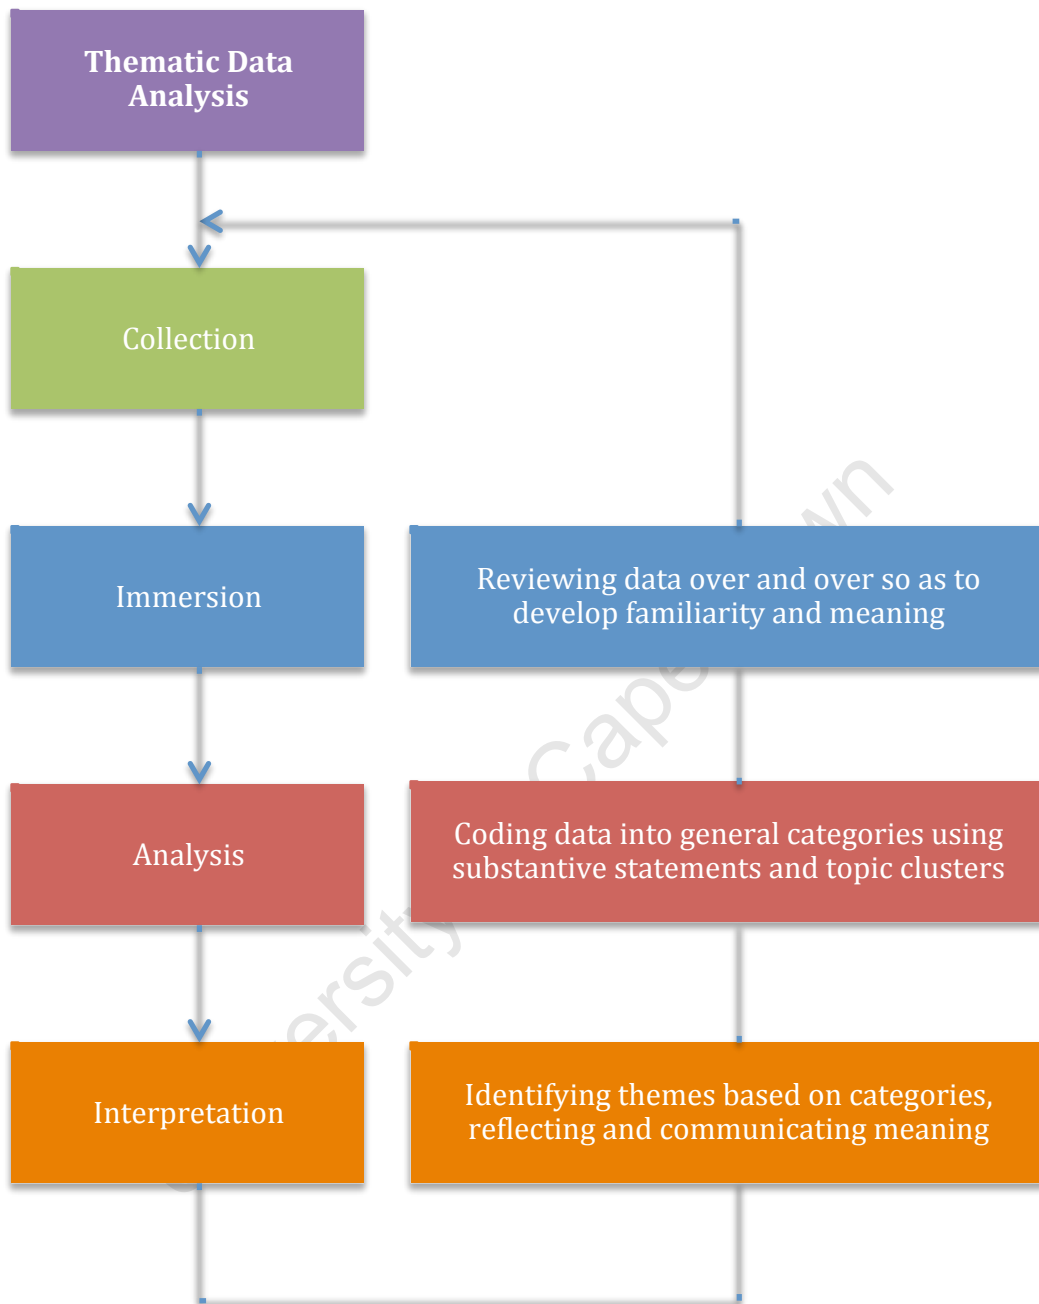 Thematic Data
Analysis
Collection
Immersion
Reviewing data over and over so as to
develop familiarity and meaning
Analysis
Coding data into general categories using
substantive statements and topic clusters
Interpretation
Identifying themes based on categories,
reflecting and communicating meaning